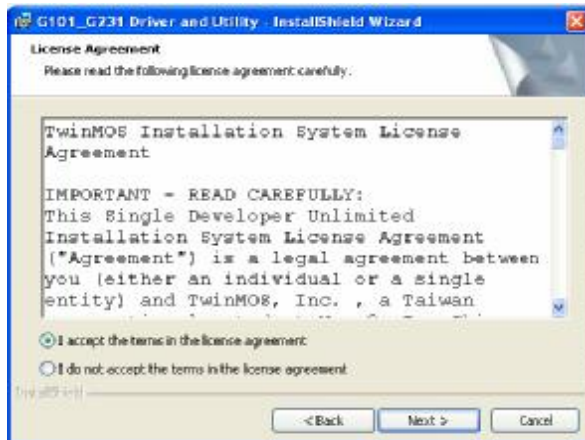 G101_G231 Driver and Utility - InstallShield Wizard
License Agreement
Please read the following license agreement carefully.
TwinMOS Installation System License
Agreement
IMPORTANT - READ CAREFULLY:
This Single Developer Unlimited
Installation System License Agreement
("Agreement") is a legal agreement between
you (either an individual or a single
entity) and TwinMOS, Inc. , a Taiwan
I accept the terms in the license agreement
I do not accept the terms in the license agreement
InstallShield
< Back
Next >
Cancel